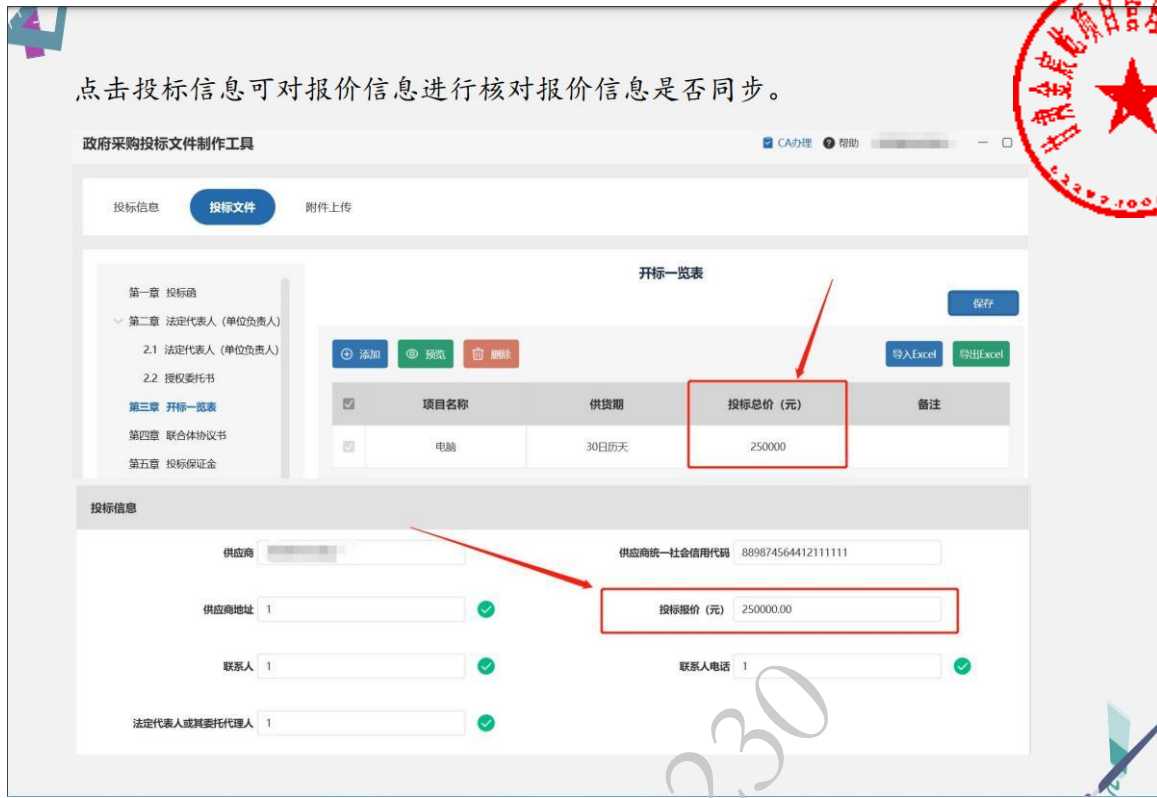 点击投标信息可对报价信息进行核对报价信息是否同步。
政府采购投标文件制作工具
CA办理 帮助
投标信息 投标文件 附件上传
开标一览表
保存
第一章 投标函
第二章 法定代表人（单位负责人）
2.1 法定代表人（单位负责人）
2.2 授权委托书
第三章 开标一览表
第四章 联合体协议书
第五章 投标保证金
添加 预览 删除 导入Excel 导出Excel
项目名称 供货期 投标总价（元） 备注
电脑 30日历天 250000
投标信息
供应商 供应商统一社会信用代码 889874564412111111
供应商地址 1 投标报价（元） 250000.00
联系人 1 联系人电话 1
法定代表人或其委托代理人 1
230